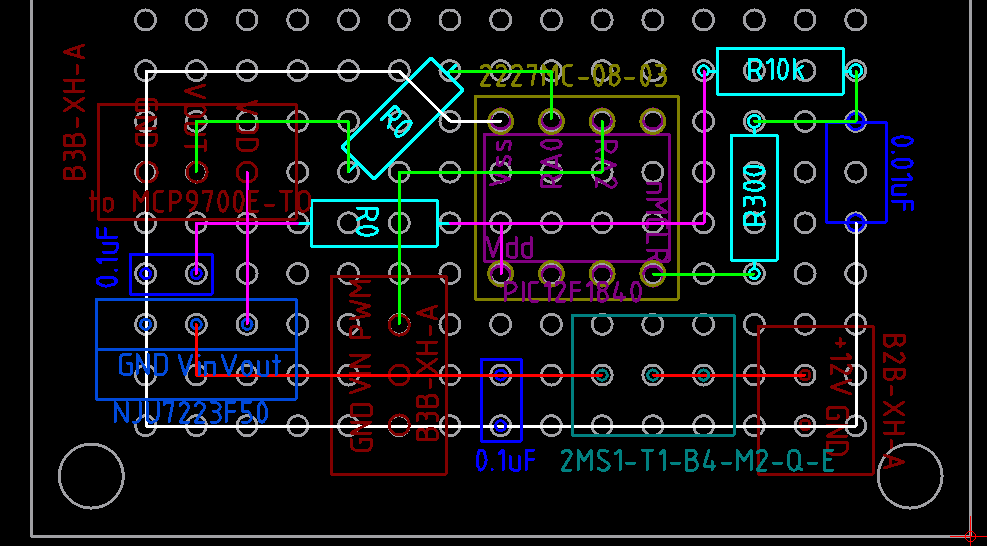 B3B-XH-A
GND
VOUT
VDD
to MCP9700E-TO
R0
2227MC-08-03
R10k
0.01uF
R300
Vss
RA0
RA2
nMCLR
Vdd
PIC12F1840
R0
0.1uF
GND Vin Vout
NJU7223F50
GND VIN PWM
B3B-XH-A
0.1uF
2MS1-T1-B4-M2-Q-E
+12V GND
B2B-XH-A